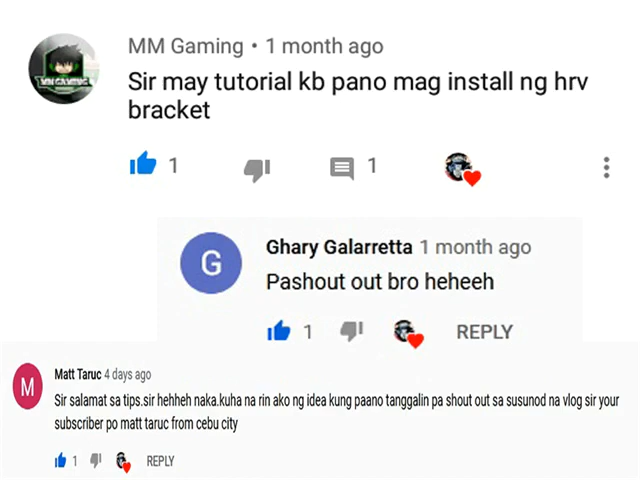 MM Gaming • 1 month ago
Sir may tutorial kb pano mag install ng hrv
bracket
MM GAMING
1
1
Ghary Galarretta 1 month ago
G
Pashout out bro heheeh
1
REPLY
Matt Taruc 4 days ago
M
Sir salamat sa tips.sir hehheh naka.kuha na rin ako ng idea kung paano tanggalin pa shout out sa susunod na vlog sir your
subscriber po matt taruc from cebu city
1
REPLY